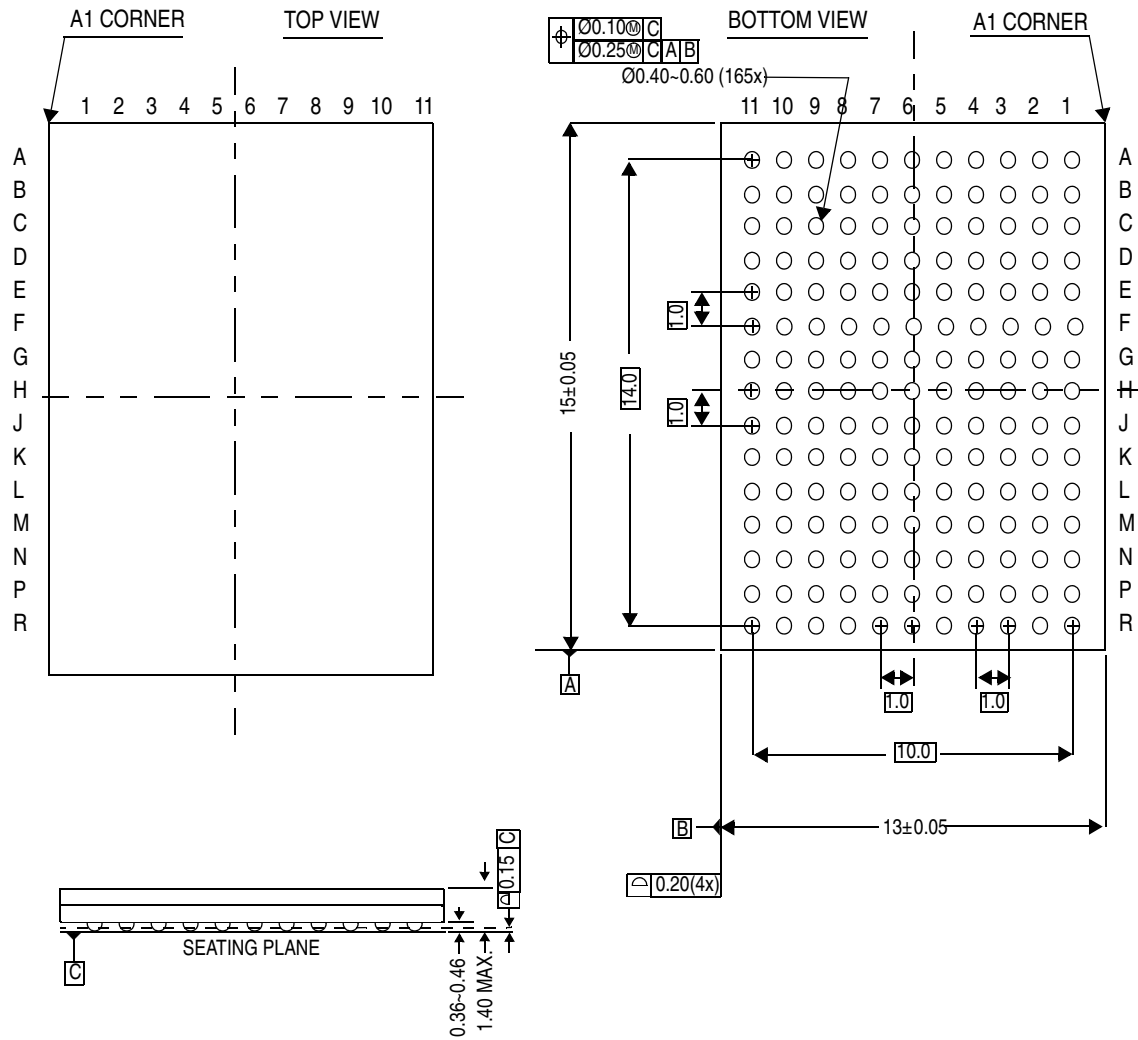 A1 CORNER
TOP VIEW
1 2 3 4 5 6 7 8 9 10 11
A
B
C
D
E
F
G
H
J
K
L
M
N
P
R
Ø0.10Ⓜ C
Ø0.25Ⓜ C A B
Ø0.40~0.60 (165x)
BOTTOM VIEW
A1 CORNER
11 10 9 8 7 6 5 4 3 2 1
A
B
C
D
E
F
G
H
J
K
L
M
N
P
R
15±0.05
14.0
1.0
1.0
A
1.0
1.0
10.0
B
13±0.05
0.20(4x)
0.15 C
SEATING PLANE
C
0.36~0.46
1.40 MAX.